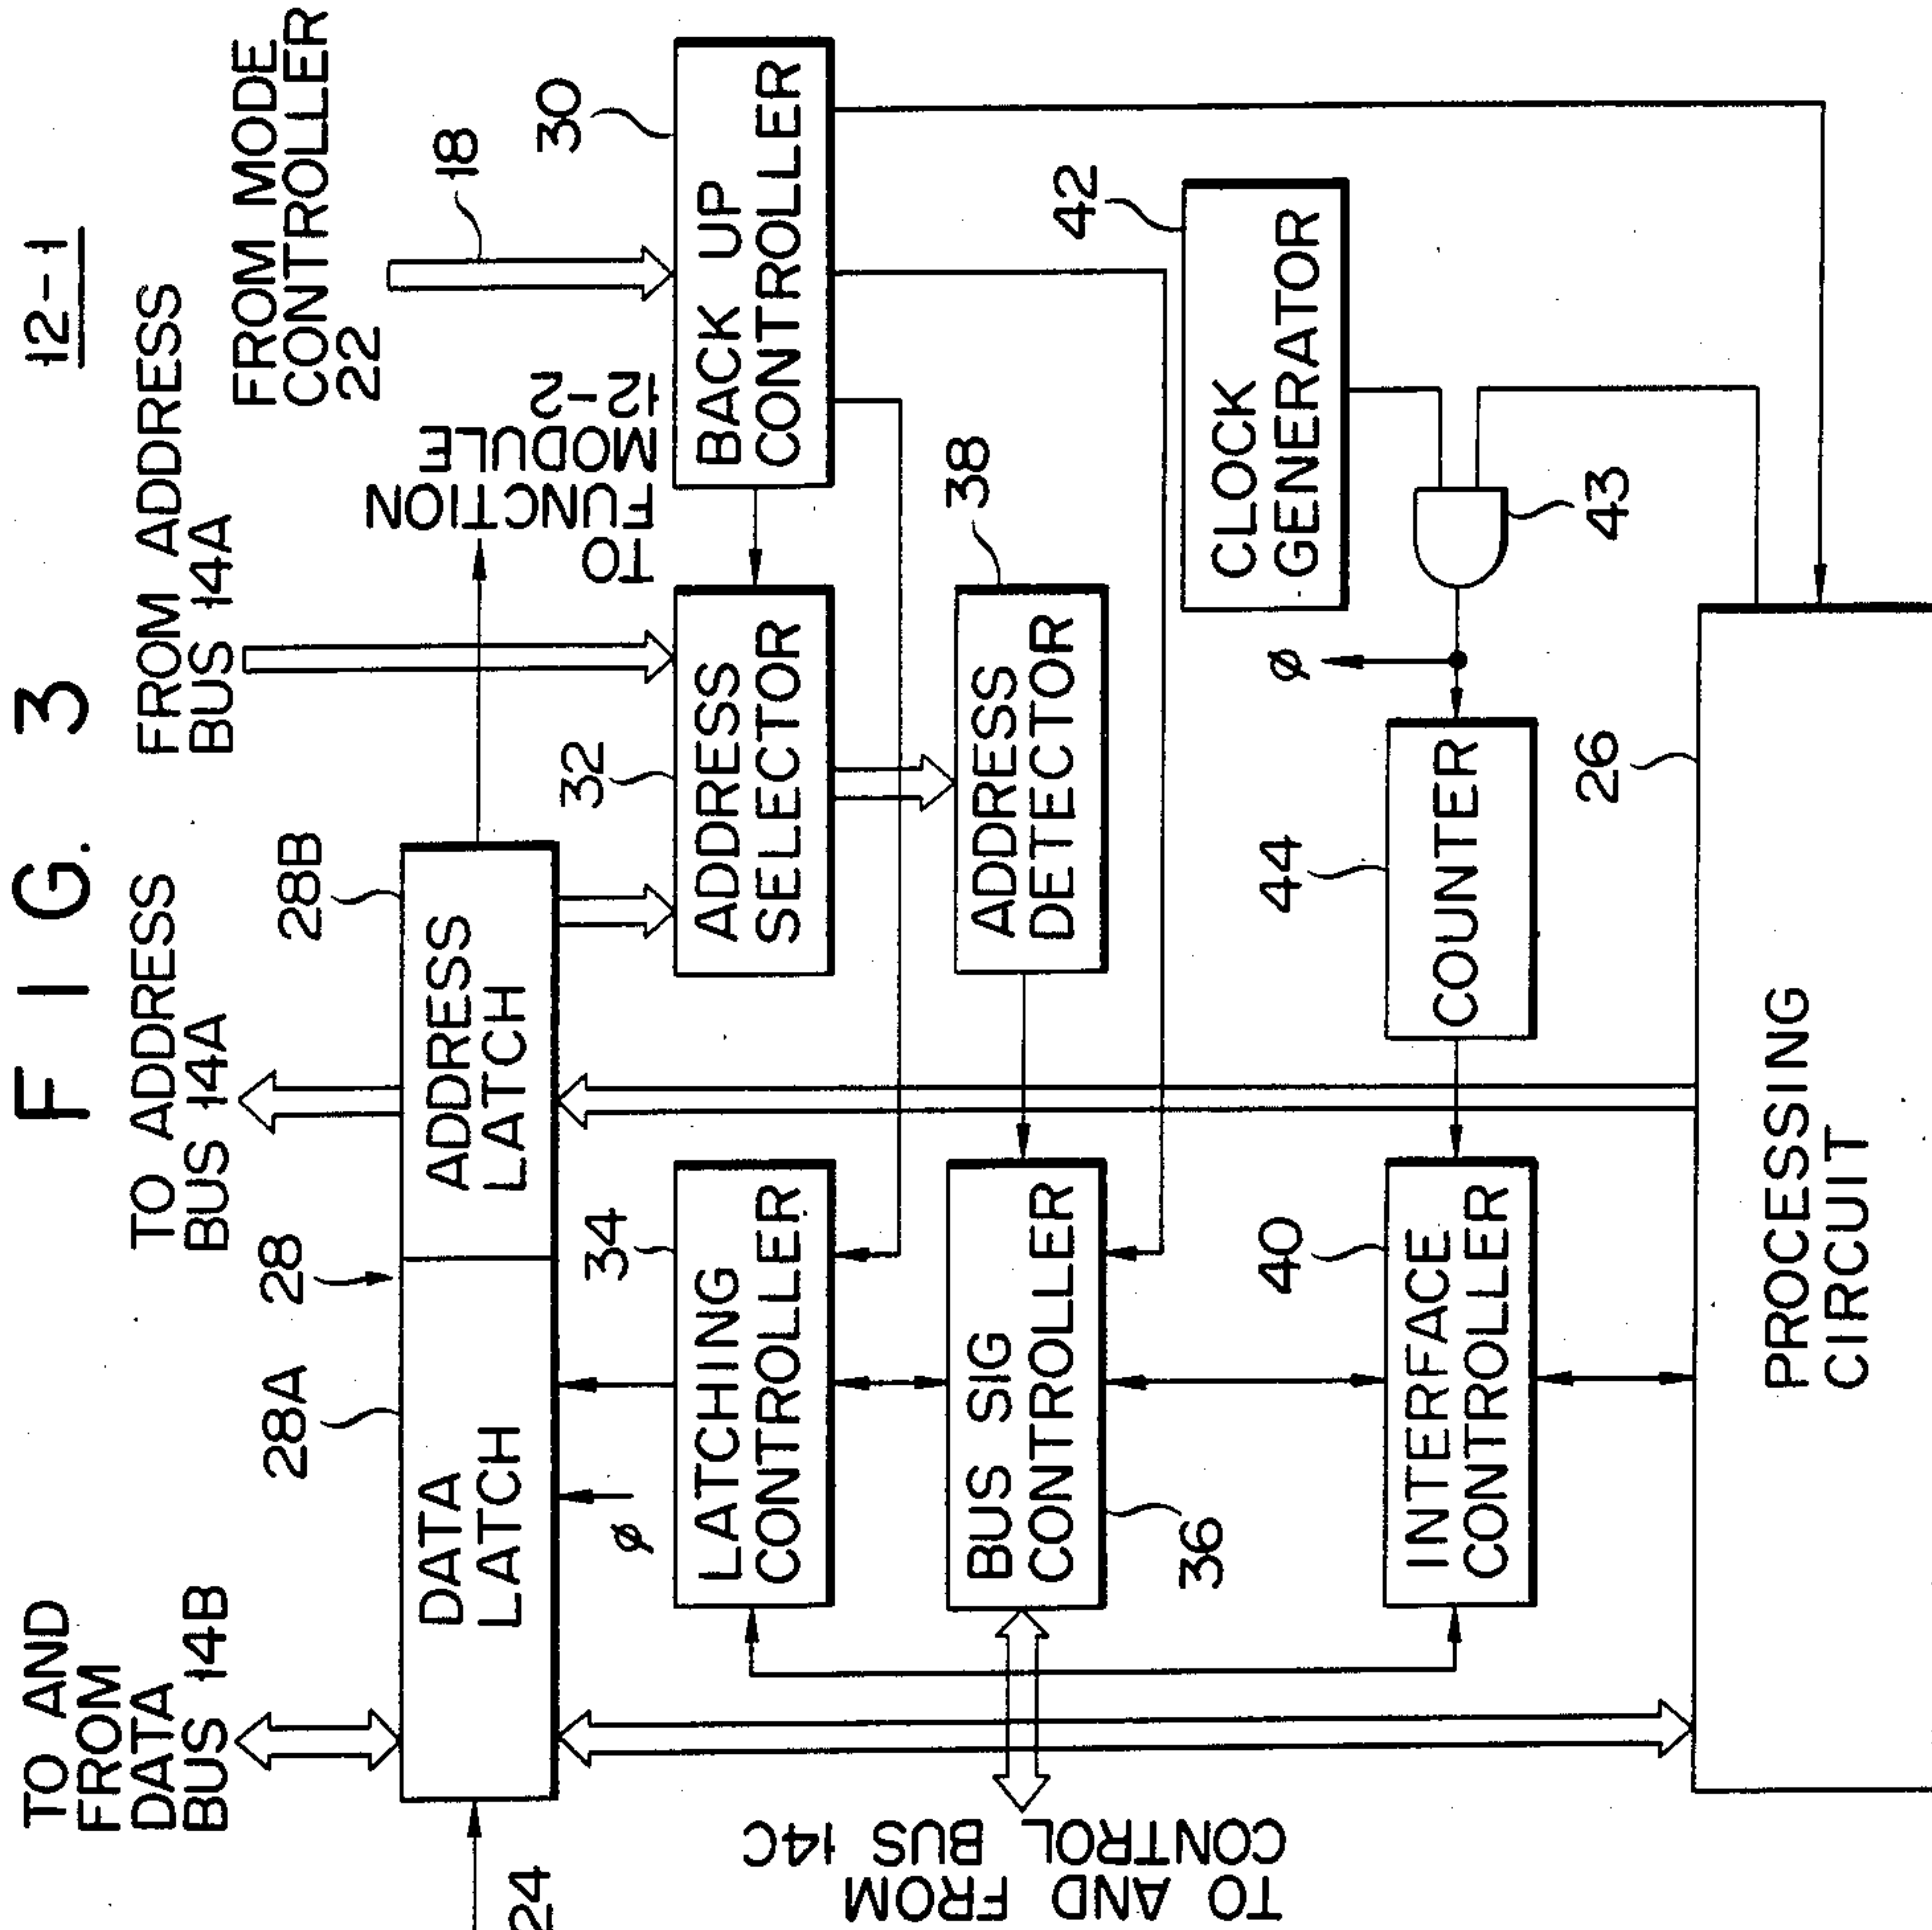 FIG. 3
12-1
TO AND
FROM
DATA
BUS 14B
TO ADDRESS
BUS 14A
FROM ADDRESS
BUS 14A
FROM MODE
CONTROLLER
22
18
24
28A
28
28B
DATA
LATCH
ADDRESS
LATCH
TO
FUNCTION
MODULE
12-2
ø
34
32
30
LATCHING
CONTROLLER
ADDRESS
SELECTOR
BACK UP
CONTROLLER
TO AND FROM
CONTROL BUS 14C
BUS SIG
CONTROLLER
36
ADDRESS
DETECTOR
38
42
CLOCK
GENERATOR
43
ø
40
INTERFACE
CONTROLLER
44
COUNTER
26
PROCESSING
CIRCUIT